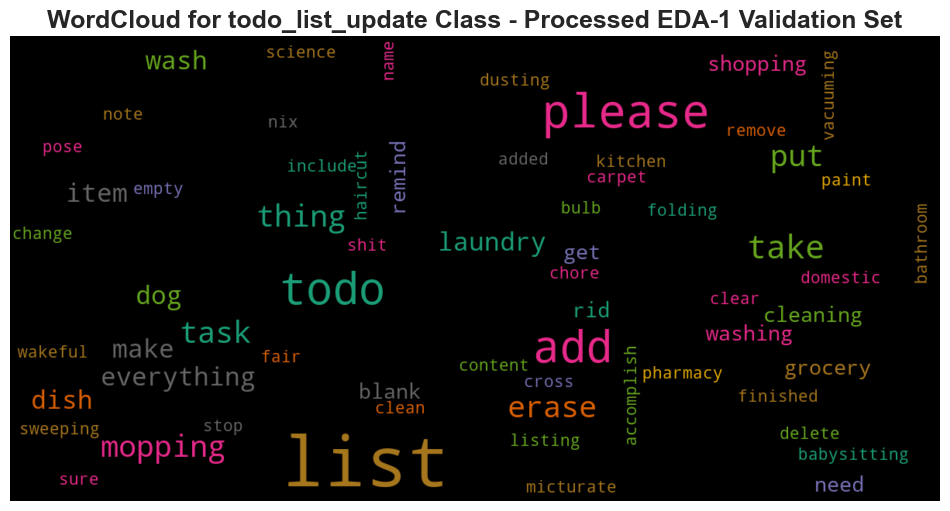 WordCloud for todo_list_update Class - Processed EDA-1 Validation Set
wash
science
name
dusting
shopping
vacuuming
please
note
nix
remove
pose
include
haircut
remind
added
kitchen
carpet
put
paint
item
empty
thing
bulb
folding
bathroom
change
shit
laundry
get
take
chore
domestic
todo
dog
rid
clear
cleaning
task
add
washing
wakeful
make
fair
content
accomplish
pharmacy
grocery
everything
cross
blank
dish
clean
erase
finished
sweeping
stop
listing
delete
mopping
list
babysitting
sure
micturate
need